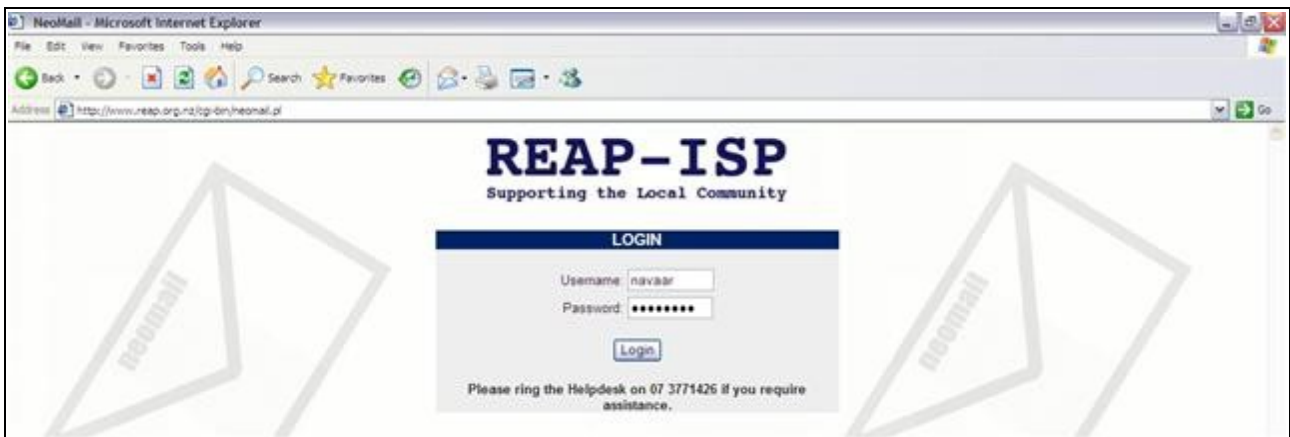 NeoMail - Microsoft Internet Explorer
File Edit View Favorites Tools Help
Back Search Favorites
Address http://www.reap.org.nz/cgi-bin/neomail.pl Go
REAP-ISP
Supporting the Local Community
LOGIN
Username: navaar
Password: ••••••••
Login
Please ring the Helpdesk on 07 3771426 if you require
assistance.
neomail
neomail